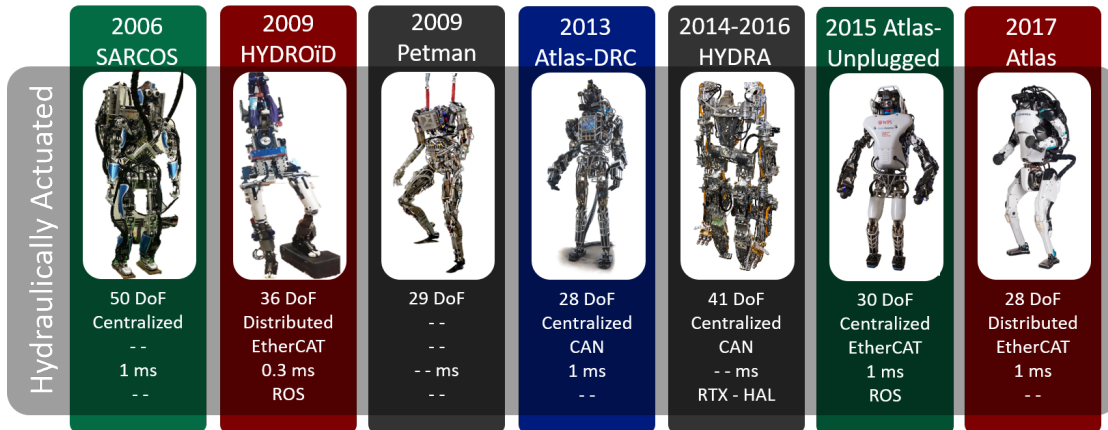 Hydraulically Actuated
2006
SARCOS
50 DoF
Centralized
- -
1 ms
- -
2009
HYDROïD
36 DoF
Distributed
EtherCAT
0.3 ms
ROS
2009
Petman
29 DoF
- -
- -
- - ms
- -
2013
Atlas-DRC
28 DoF
Centralized
CAN
1 ms
- -
2014-2016
HYDRA
41 DoF
Centralized
CAN
- - ms
RTX - HAL
2015 Atlas-
Unplugged
30 DoF
Centralized
EtherCAT
1 ms
ROS
2017
Atlas
28 DoF
Distributed
EtherCAT
1 ms
- -